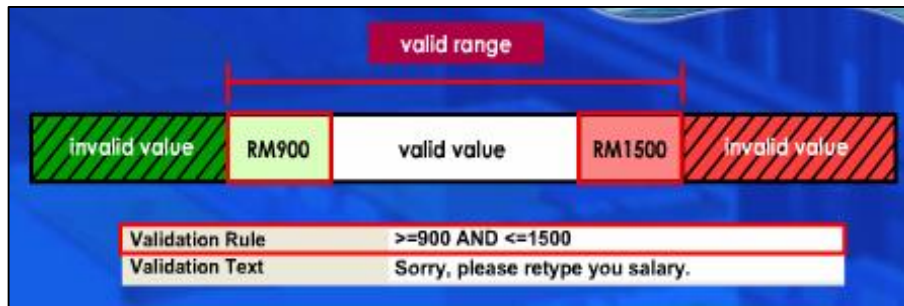 valid range
invalid value RM900 valid value RM1500 invalid value
Validation Rule >=900 AND <=1500
Validation Text Sorry, please retype you salary.